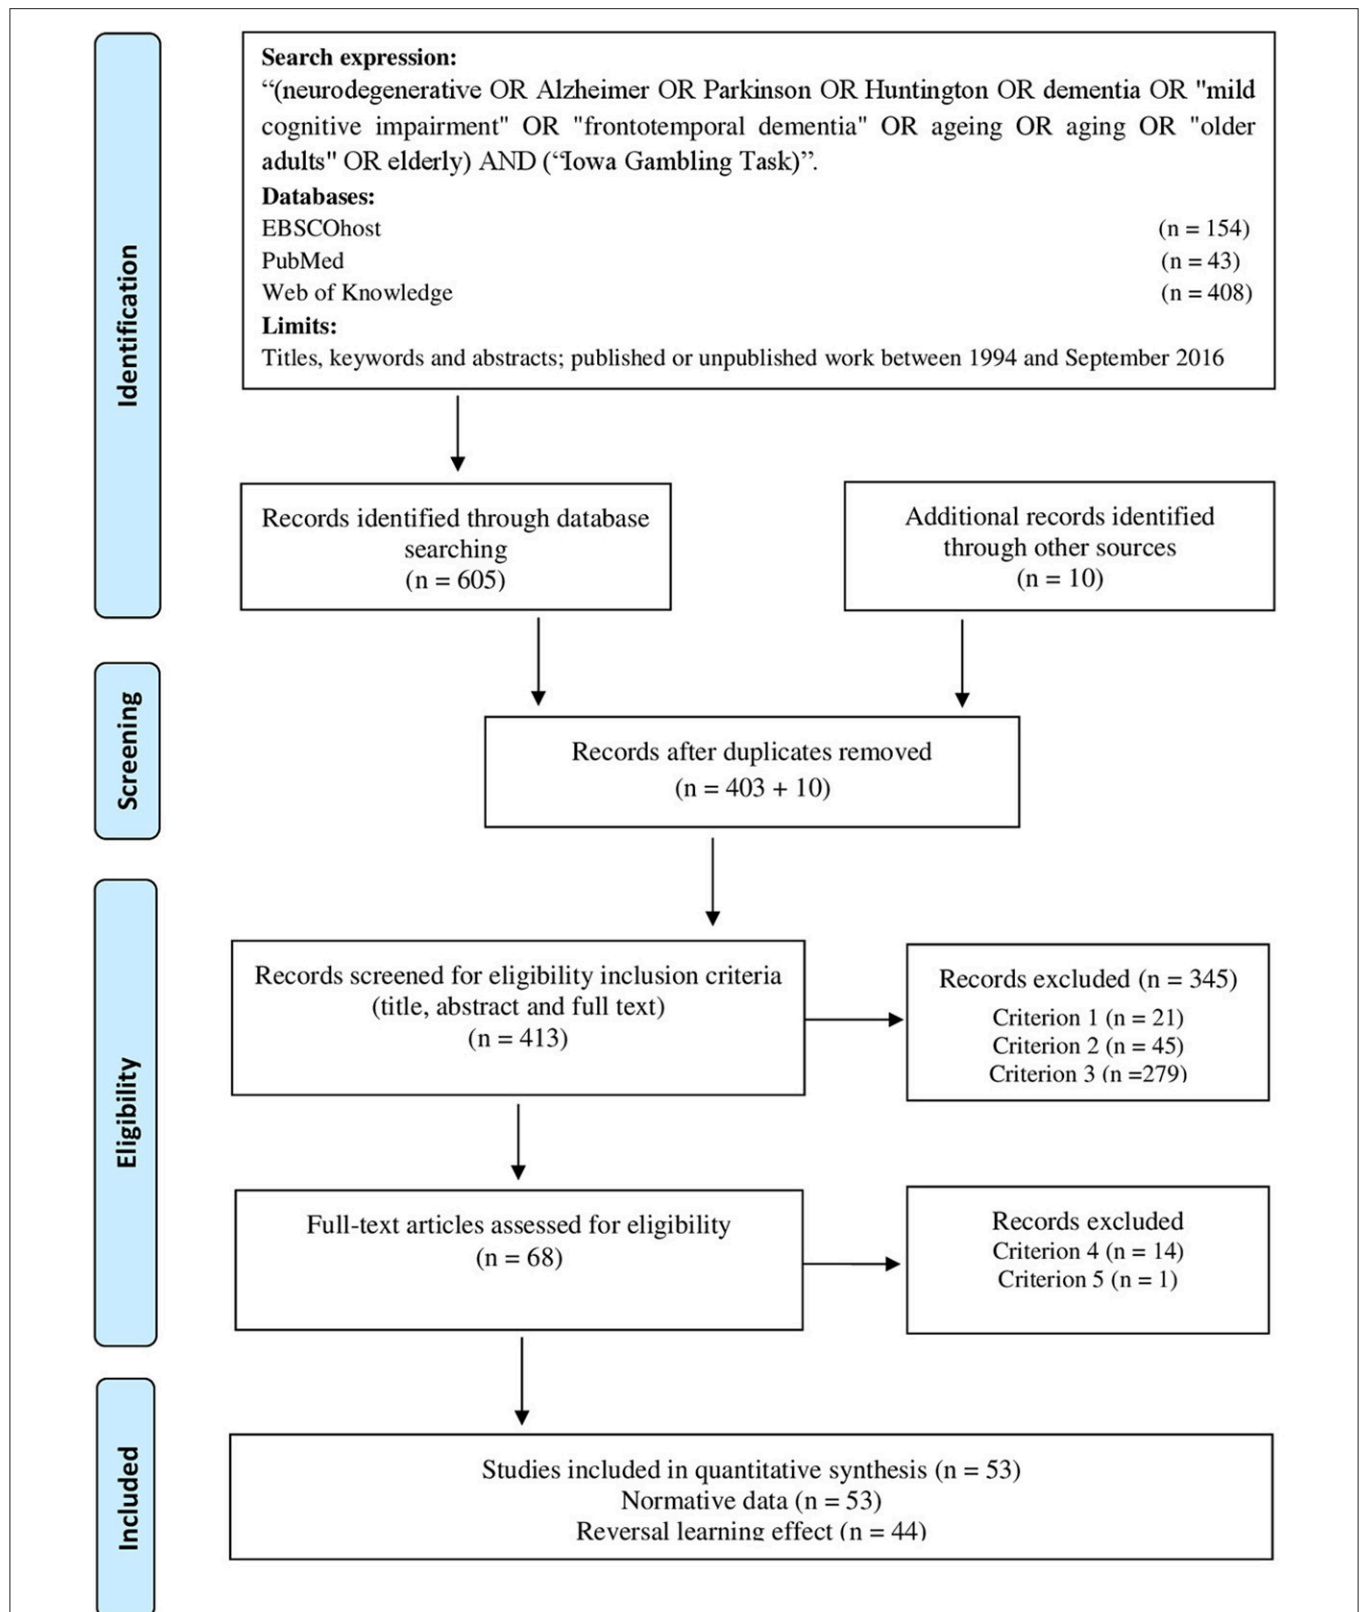 Identification
Search expression:
“(neurodegenerative OR Alzheimer OR Parkinson OR Huntington OR dementia OR "mild
cognitive impairment" OR "frontotemporal dementia" OR ageing OR aging OR "older
adults" OR elderly) AND (“Iowa Gambling Task)”.
Databases:
EBSCOhost (n = 154)
PubMed (n = 43)
Web of Knowledge (n = 408)
Limits:
Titles, keywords and abstracts; published or unpublished work between 1994 and September 2016
Records identified through database
searching
(n = 605)
Additional records identified
through other sources
(n = 10)
Screening
Records after duplicates removed
(n = 403 + 10)
Eligibility
Records screened for eligibility inclusion criteria
(title, abstract and full text)
(n = 413)
Records excluded (n = 345)
Criterion 1 (n = 21)
Criterion 2 (n = 45)
Criterion 3 (n =279)
Full-text articles assessed for eligibility
(n = 68)
Records excluded
Criterion 4 (n = 14)
Criterion 5 (n = 1)
Included
Studies included in quantitative synthesis (n = 53)
Normative data (n = 53)
Reversal learning effect (n = 44)